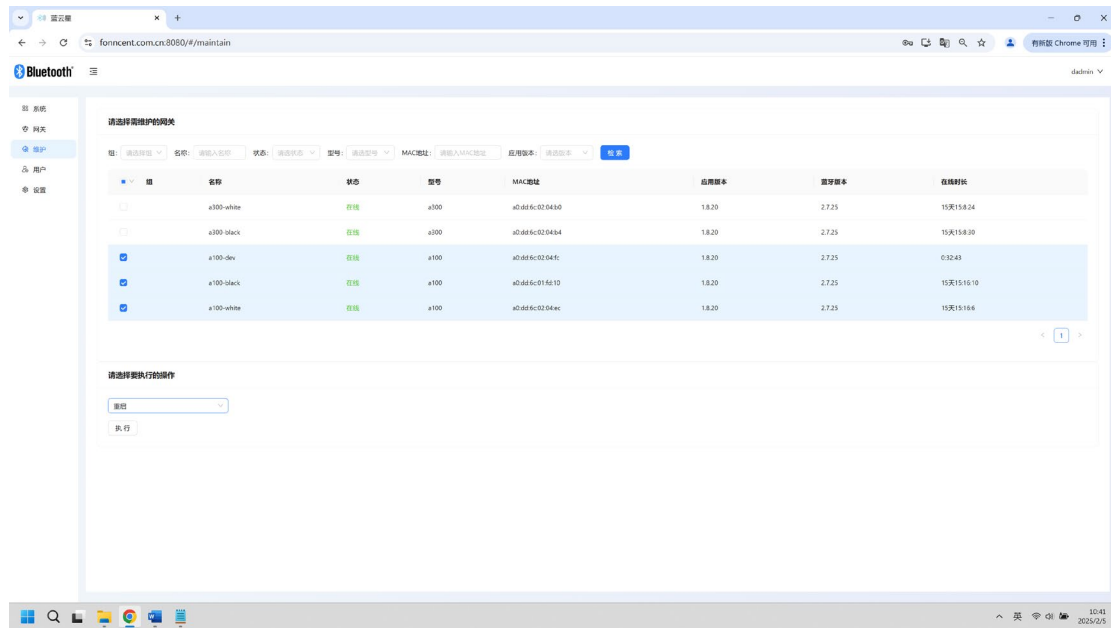 蓝云星
fonncent.com.cn:8080/#/maintain
有新版 Chrome 可用
Bluetooth
dadmin
系统
网关
维护
用户
设置
请选择需维护的网关
组: 请选择组 名称: 请输入名称 状态: 请选状态 型号: 请选型号 MAC地址: 请输入MAC地址 应用版本: 请选版本 检索
组 名称 状态 型号 MAC地址 应用版本 蓝牙版本 在线时长
a300-white 在线 a300 a0:dd:6c:02:04:b0 1.8.20 2.7.25 15天15:8:24
a300-black 在线 a300 a0:dd:6c:02:04:b4 1.8.20 2.7.25 15天15:8:30
a100-dev 在线 a100 a0:dd:6c:02:04:fc 1.8.20 2.7.25 0:32:43
a100-black 在线 a100 a0:dd:6c:01:fd:10 1.8.20 2.7.25 15天15:16:10
a100-white 在线 a100 a0:dd:6c:02:04:ec 1.8.20 2.7.25 15天15:16:6
1
请选择要执行的操作
重启
执行
英
10:41
2025/2/5